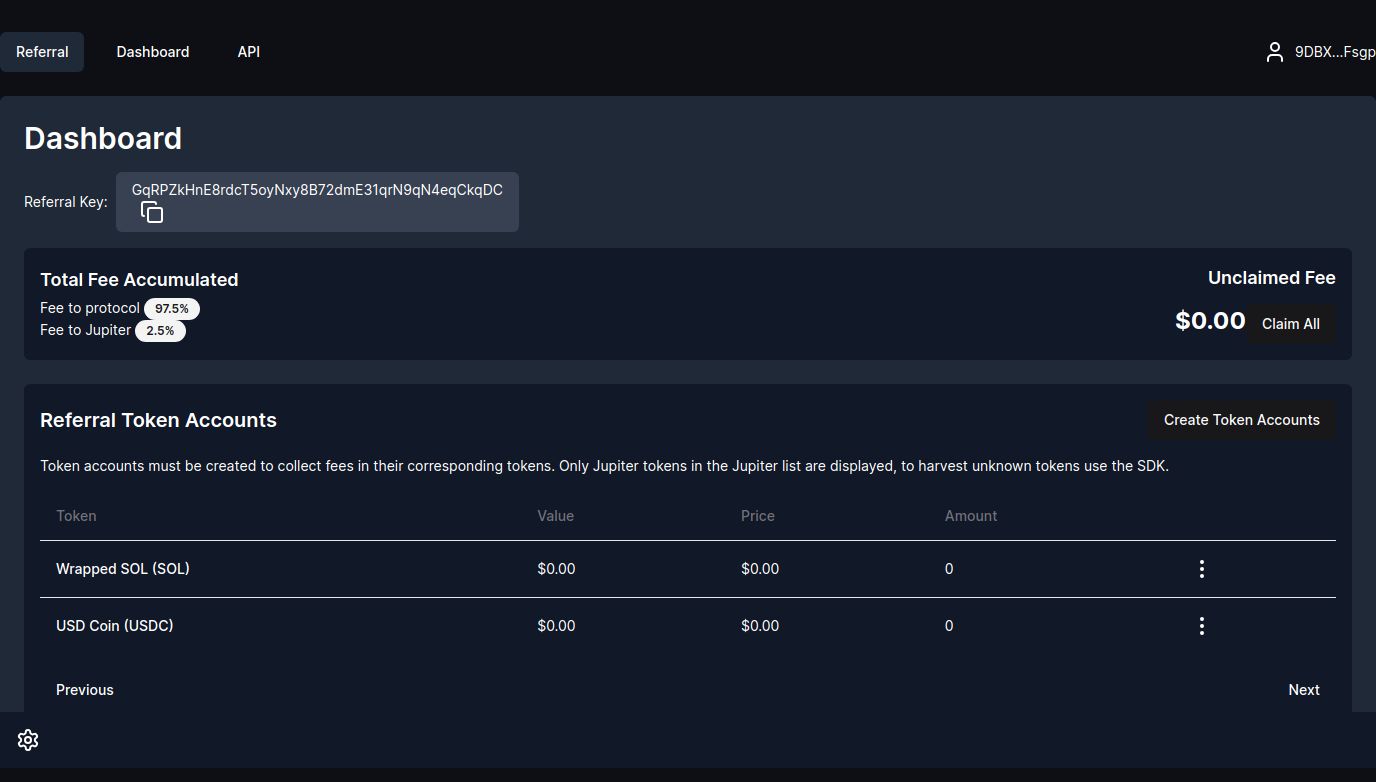 Referral Dashboard API 9DBX...Fsgp
Dashboard
Referral Key: GqRPZkHnE8rdcT5oyNxy8B72dmE31qrN9qN4eqCkqDC
Total Fee Accumulated
Fee to protocol 97.5%
Fee to Jupiter 2.5%
Unclaimed Fee
$0.00 Claim All
Referral Token Accounts Create Token Accounts
Token accounts must be created to collect fees in their corresponding tokens. Only Jupiter tokens in the Jupiter list are displayed, to harvest unknown tokens use the SDK.
Token Value Price Amount
Wrapped SOL (SOL) $0.00 $0.00 0
USD Coin (USDC) $0.00 $0.00 0
Previous Next